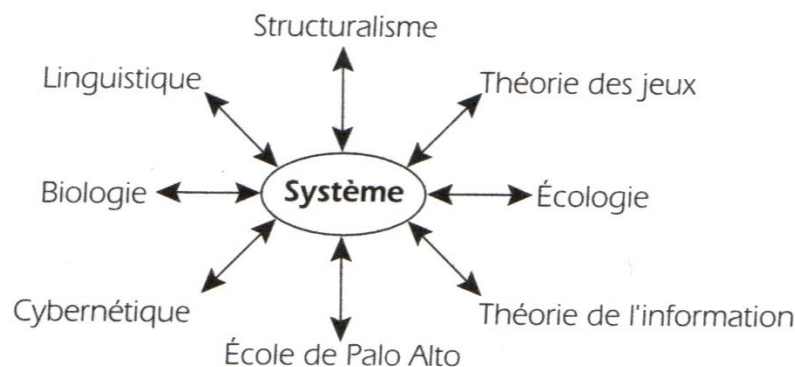 Structuralisme
Linguistique
Théorie des jeux
Biologie
Système
Écologie
Cybernétique
Théorie de l'information
École de Palo Alto